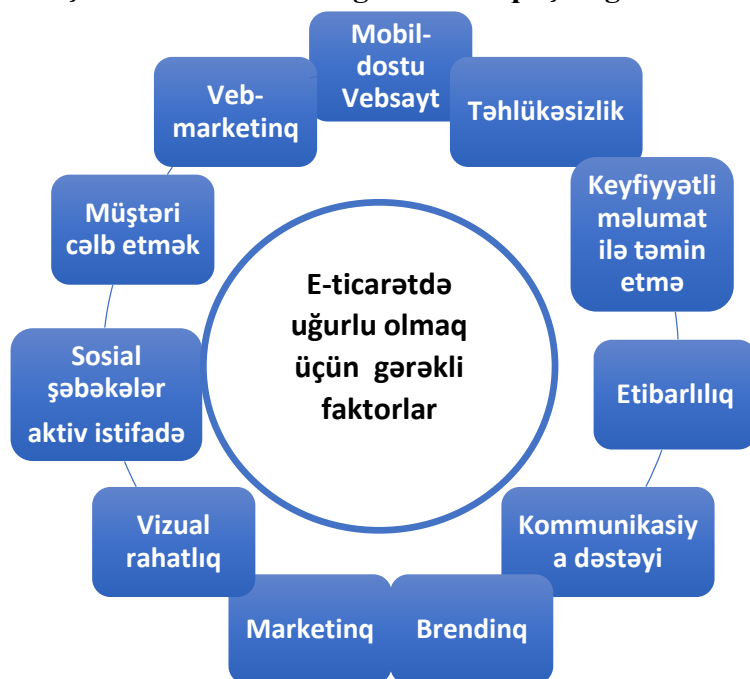 Mobil-
dostu
Vebsayt
Təhlükəsizlik
Keyfiyyətli
məlumat
ilə təmin
etmə
Etibarlılıq
Kommunikasiy
a dəstəyi
Brendinq
Marketinq
Vizual
rahatlıq
Sosial
şəbəkələr
aktiv istifadə
Müştəri
cəlb etmək
Veb-
marketinq
E-ticarətdə
uğurlu olmaq
üçün gərəkli
faktorlar